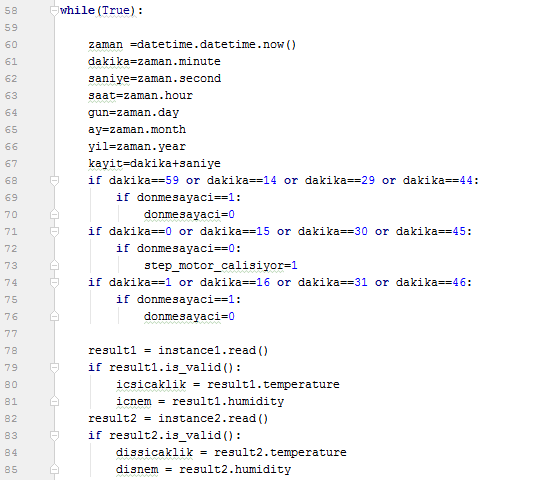 58 while(True):
59
60 zaman =datetime.datetime.now()
61 dakika=zaman.minute
62 saniye=zaman.second
63 saat=zaman.hour
64 gun=zaman.day
65 ay=zaman.month
66 yil=zaman.year
67 kayit=dakika+saniye
68 if dakika==59 or dakika==14 or dakika==29 or dakika==44:
69 if donmesayaci==1:
70 donmesayaci=0
71 if dakika==0 or dakika==15 or dakika==30 or dakika==45:
72 if donmesayaci==0:
73 step_motor_calisiyor=1
74 if dakika==1 or dakika==16 or dakika==31 or dakika==46:
75 if donmesayaci==1:
76 donmesayaci=0
77
78 result1 = instance1.read()
79 if result1.is_valid():
80 icsicaklik = result1.temperature
81 icnem = result1.humidity
82 result2 = instance2.read()
83 if result2.is_valid():
84 dissicaklik = result2.temperature
85 disnem = result2.humidity